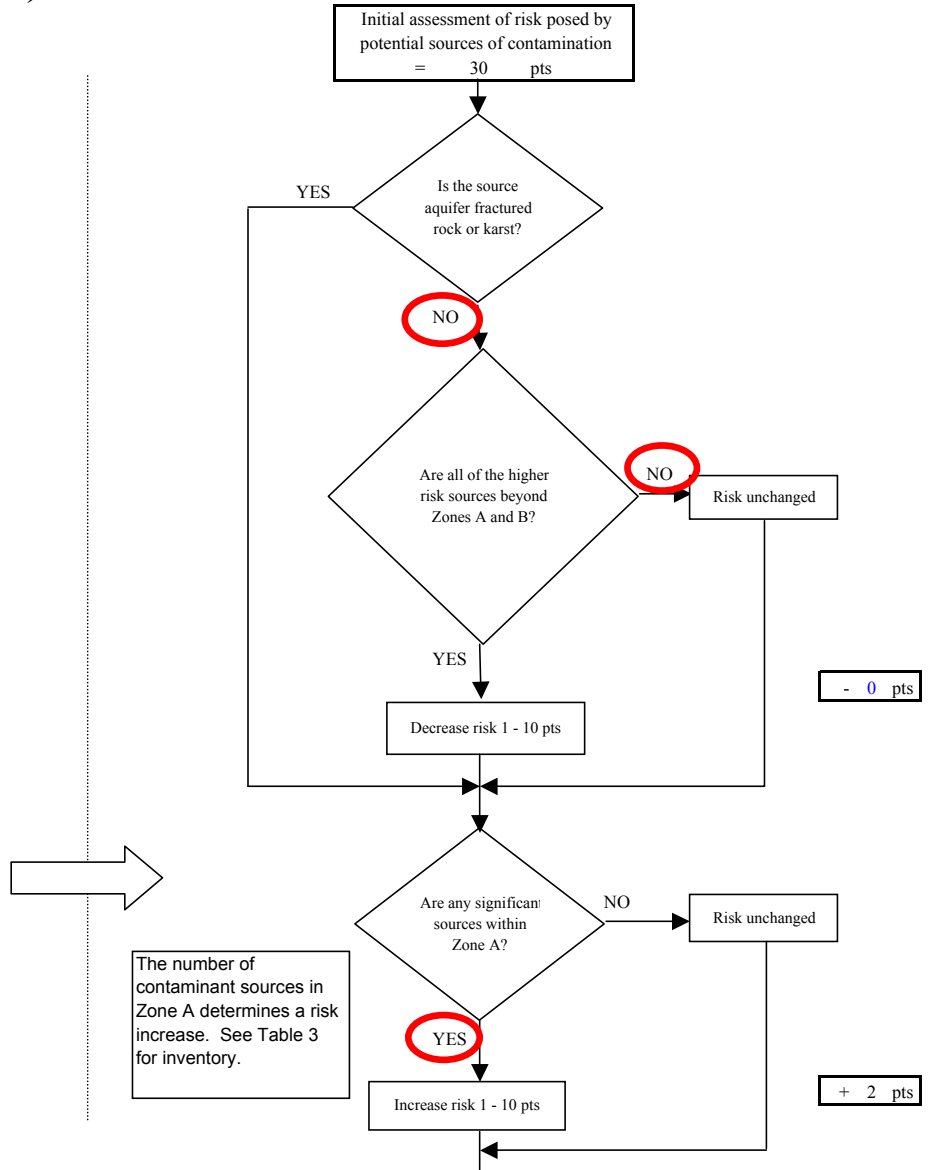 )
Initial assessment of risk posed by
potential sources of contamination
= 30 pts
YES
Is the source
aquifer fractured
rock or karst?
NO
Are all of the higher
risk sources beyond
Zones A and B?
NO
Risk unchanged
YES
- 0 pts
Decrease risk 1 - 10 pts
Are any significant
sources within
Zone A?
NO
Risk unchanged
The number of
contaminant sources in
Zone A determines a risk
increase. See Table 3
for inventory.
YES
+ 2 pts
Increase risk 1 - 10 pts